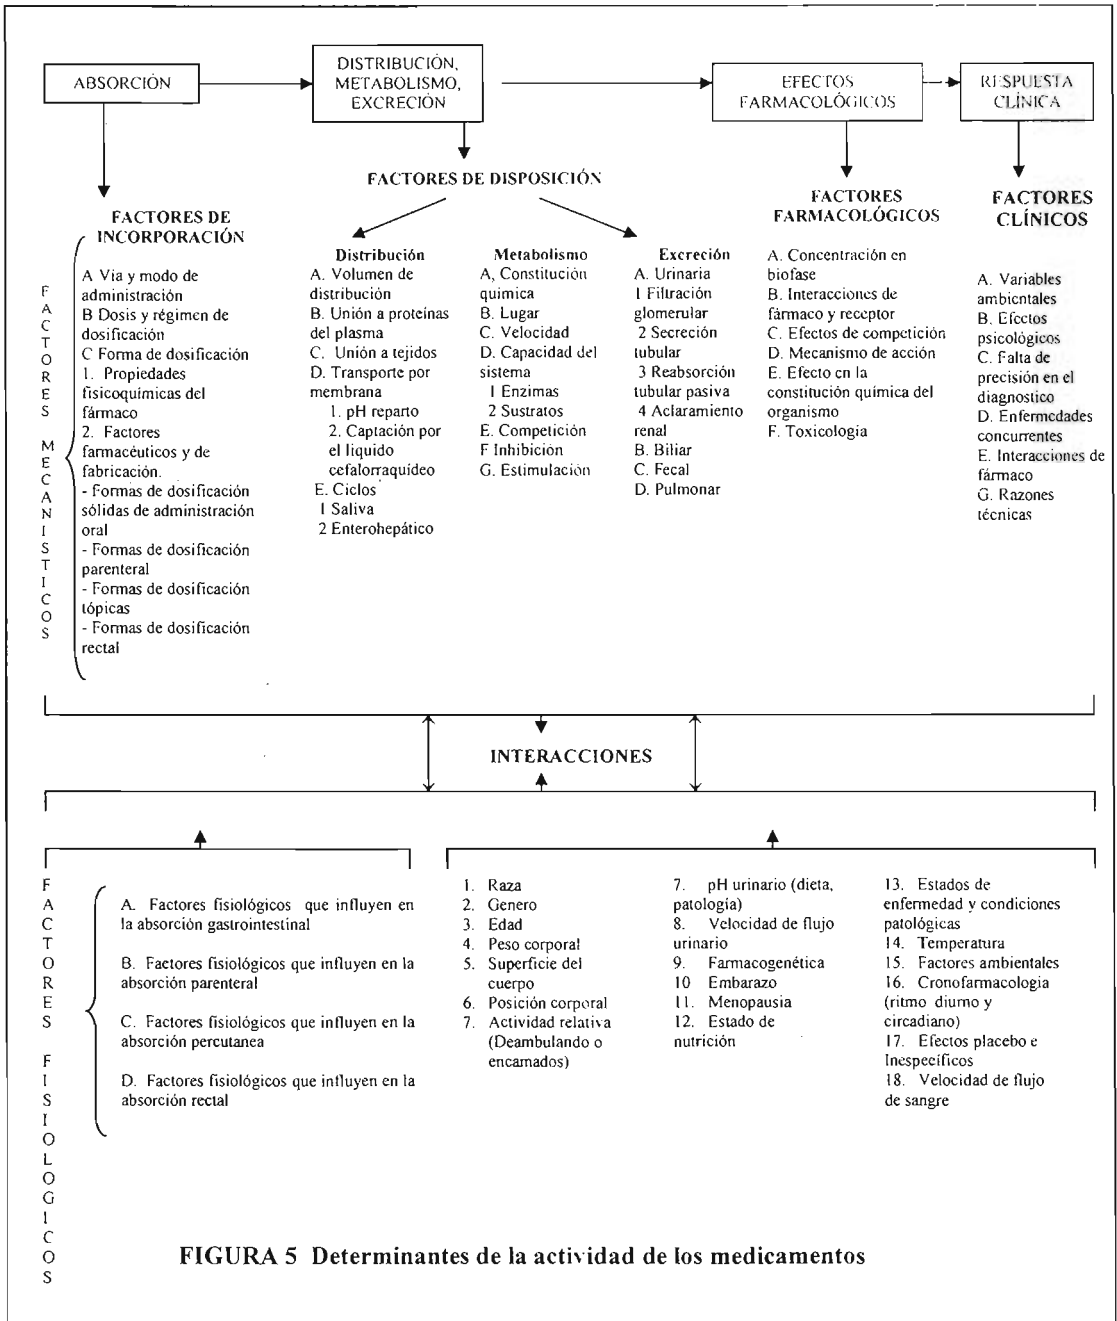 ABSORCIÓN
DISTRIBUCIÓN,
METABOLISMO,
EXCRECIÓN
EFECTOS
FARMACOLÓGICOS
RESPUESTA
CLÍNICA
FACTORES DE DISPOSICIÓN
FACTORES MECANISTICOS
FACTORES DE
INCORPORACIÓN
A Via y modo de
administración
B Dosis y régimen de
dosificación
C Forma de dosificación
1. Propiedades
fisicoquímicas del
fármaco
2. Factores
farmacéuticos y de
fabricación.
- Formas de dosificación
sólidas de administración
oral
- Formas de dosificación
parenteral
- Formas de dosificación
tópicas
- Formas de dosificación
rectal
Distribución
A. Volumen de
distribución
B. Unión a proteínas
del plasma
C. Unión a tejidos
D. Transporte por
membrana
1. pH reparto
2. Captación por
el liquido
cefalorraquídeo
E. Ciclos
1 Saliva
2 Enterohepático
Metabolismo
A, Constitución
quimica
B. Lugar
C. Velocidad
D. Capacidad del
sistema
1 Enzimas
2 Sustratos
E. Competición
F Inhibición
G. Estimulación
Excreción
A. Urinaria
1 Filtración
glomerular
2 Secreción
tubular
3 Reabsorción
tubular pasiva
4 Aclaramiento
renal
B. Biliar
C. Fecal
D. Pulmonar
FACTORES
FARMACOLÓGICOS
A. Concentración en
biofase
B. Interacciones de
fármaco y receptor
C. Efectos de competición
D. Mecanismo de acción
E. Efecto en la
constitución química del
organismo
F. Toxicologia
FACTORES
CLÍNICOS
A. Variables
ambientales
B. Efectos
psicológicos
C. Falta de
precisión en el
diagnostico
D. Enfermedades
concurrentes
E. Interacciones de
fármaco
G. Razones
técnicas
INTERACCIONES
FACTORES FISIOLOGICOS
A. Factores fisiológicos que influyen en
la absorción gastrointestinal
B. Factores fisiológicos que influyen en la
absorción parenteral
C. Factores fisiológicos que influyen en la
absorción percutanea
D. Factores fisiológicos que influyen en la
absorción rectal
1. Raza
2. Genero
3. Edad
4. Peso corporal
5. Superficie del
cuerpo
6. Posición corporal
7. Actividad relativa
(Deambulando o
encamados)
7. pH urinario (dieta,
patología)
8. Velocidad de flujo
urinario
9. Farmacogenética
10 Embarazo
11. Menopausia
12. Estado de
nutrición
13. Estados de
enfermedad y condiciones
patológicas
14. Temperatura
15. Factores ambientales
16. Cronofarmacologia
(ritmo diurno y
circadiano)
17. Efectos placebo e
Inespecíficos
18. Velocidad de flujo
de sangre
FIGURA 5 Determinantes de la actividad de los medicamentos